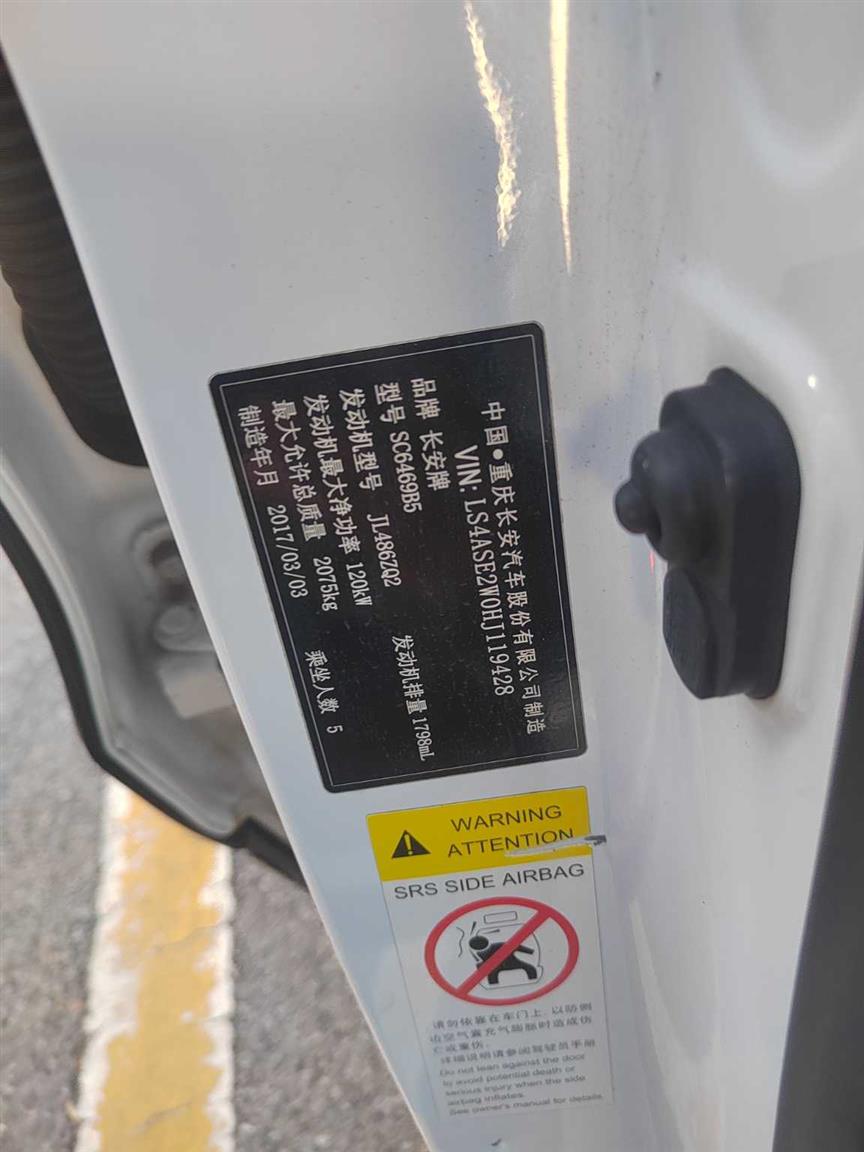 中国●重庆长安汽车股份有限公司制造
VIN: LS4ASE2W0HJ119428
品牌 长安牌
型号 SC6469B5
发动机型号 JL486ZQ2 发动机排量 1798mL
发动机最大净功率 120kW
最大允许总质量 2075kg
制造年月 2017/03/03 乘坐人数 5
WARNING
ATTENTION
SRS SIDE AIRBAG
请勿依靠在车门上，以防侧
边空气囊充气膨胀时造成伤
亡或重伤。
详细说明请参阅驾驶员手册
Do not lean against the door
to avoid potential death or
serious injury when the side
airbag inflates.
See owner's manual for details